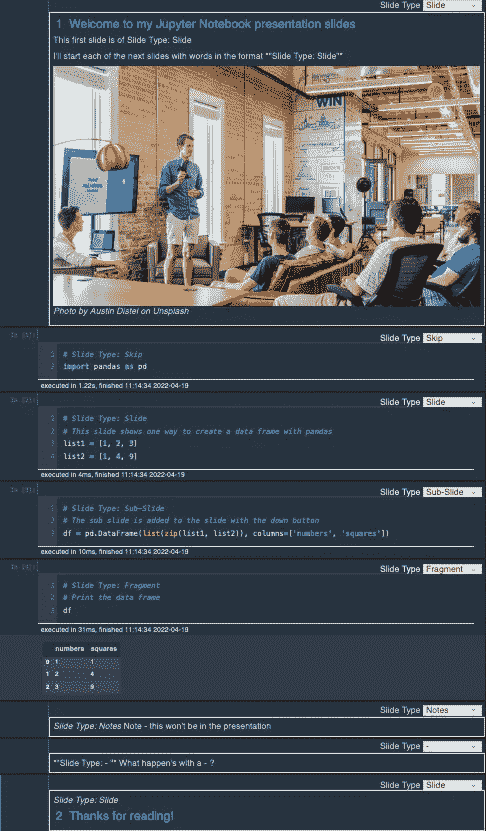 Slide Type Slide
1 Welcome to my Jupyter Notebook presentation slides
This first slide is of Slide Type: Slide
I'll start each of the next slides with words in the format **Slide Type: Slide**
WIN
Photo by Austin Distel on Unsplash
Slide Type Skip
In [1]:
# Slide Type: Skip
import pandas as pd
executed in 1.22s, finished 11:14:34 2022-04-19
Slide Type Slide
In [2]:
1 # Slide Type: Slide
2 # This slide shows one way to create a data frame with pandas
3 list1 = [1, 2, 3]
4 list2 = [1, 4, 9]
executed in 4ms, finished 11:14:34 2022-04-19
Slide Type Sub-Slide
In [3]:
1 # Slide Type: Sub-Slide
2 # The sub slide is added to the slide with the down button
3 df = pd.DataFrame(list(zip(list1, list2)), columns=['numbers', 'squares'])
executed in 10ms, finished 11:14:34 2022-04-19
Slide Type Fragment
In [4]:
1 # Slide Type: Fragment
2 # Print the data frame
3 df
executed in 31ms, finished 11:14:34 2022-04-19
numbers squares
0 1 1
1 2 4
2 3 9
Slide Type Notes
Slide Type: Notes Note - this won't be in the presentation
Slide Type -
**Slide Type: - ** What happen's with a - ?
Slide Type Slide
Slide Type: Slide
2 Thanks for reading!